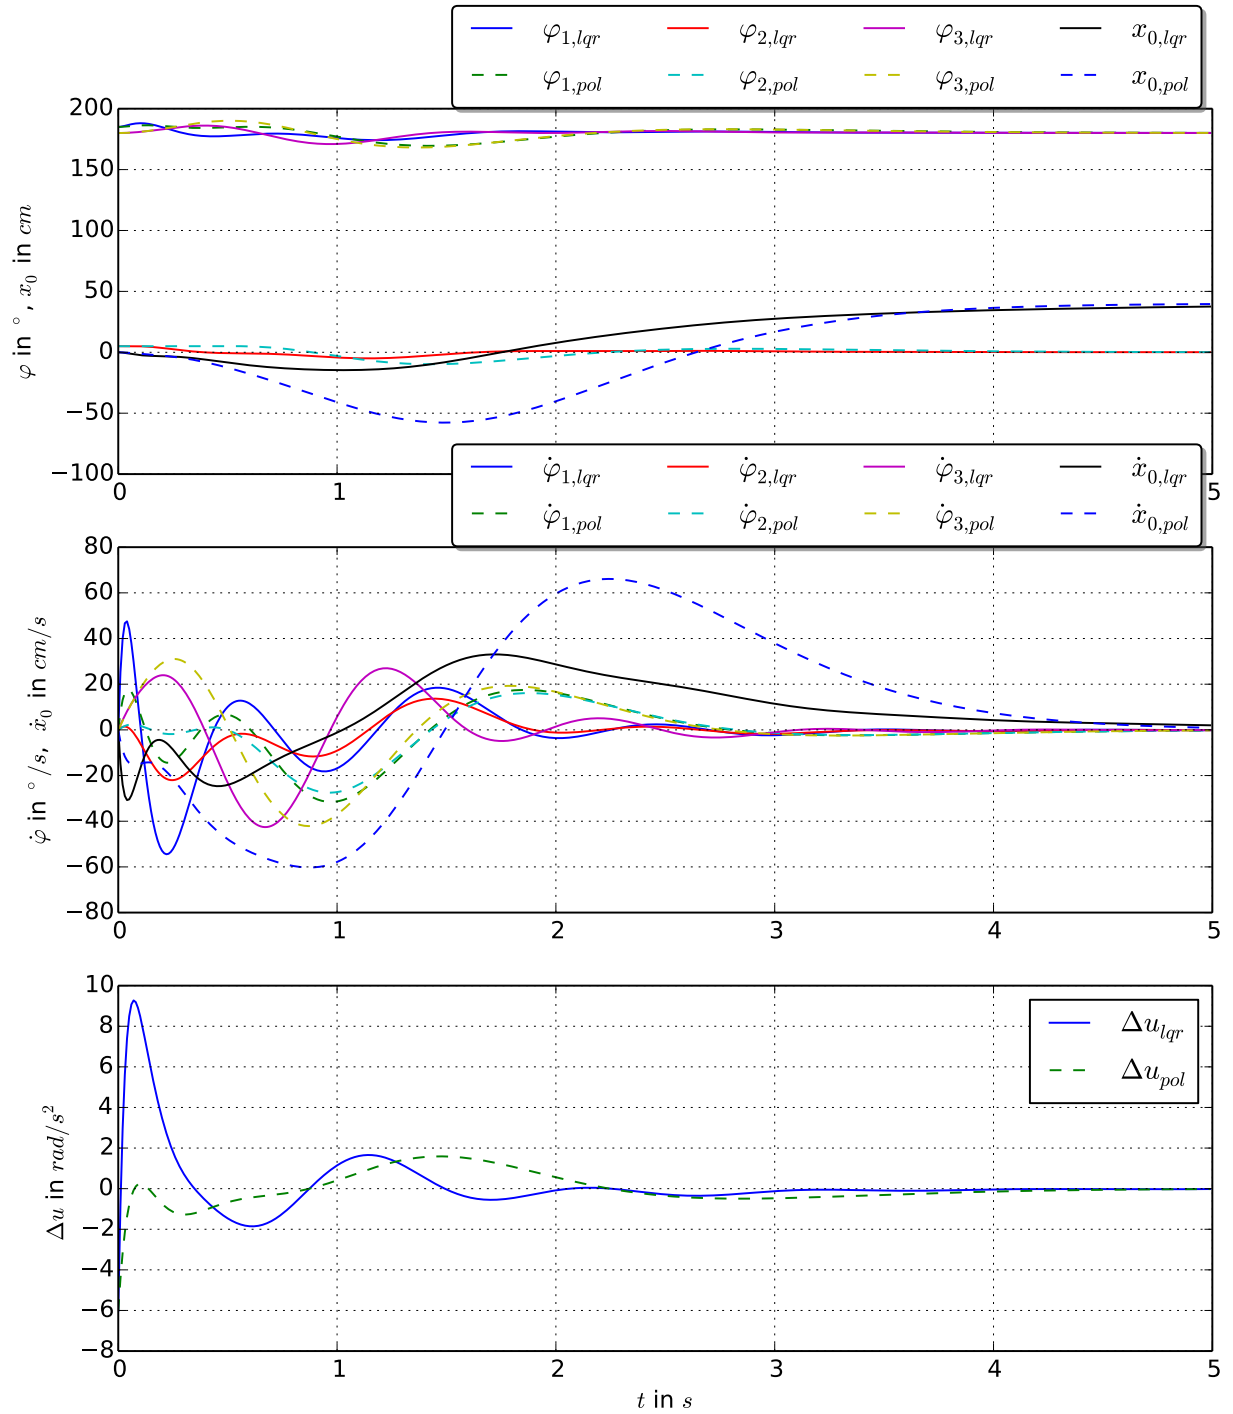 φ1,lqr φ2,lqr φ3,lqr x0,lqr
φ1,pol φ2,pol φ3,pol x0,pol
200
150
100
50
0
−50
−100
φ in °, x0 in cm
0 1 5
φ̇1,lqr φ̇2,lqr φ̇3,lqr ẋ0,lqr
φ̇1,pol φ̇2,pol φ̇3,pol ẋ0,pol
80
60
40
20
0
−20
−40
−60
−80
φ̇ in °/s, ẋ0 in cm/s
0 1 2 3 4 5
10
8
6
4
2
0
−2
−4
−6
−8
Δu in rad/s²
Δulqr
Δupol
0 1 2 3 4 5
t in s